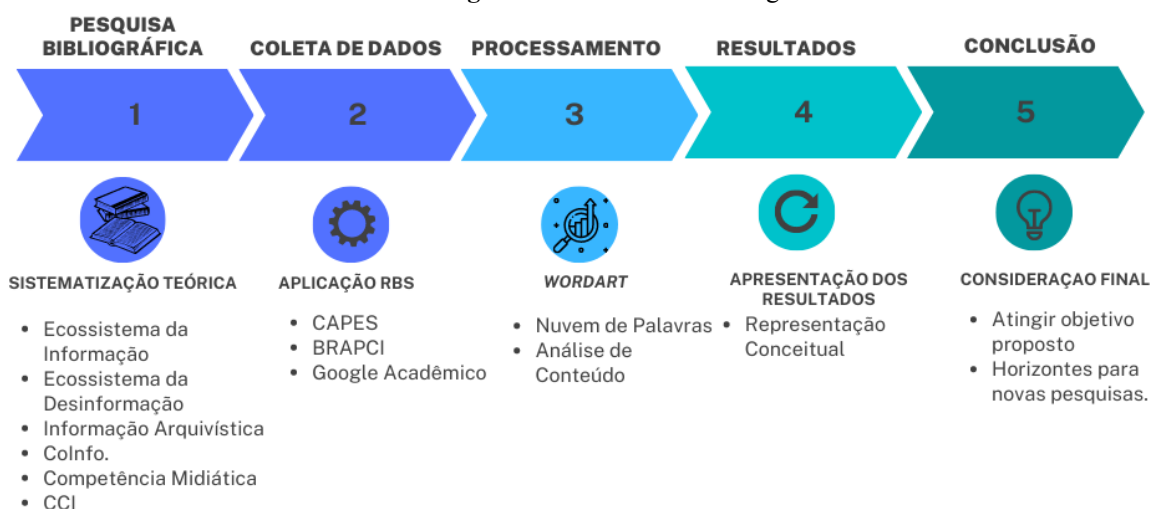 PESQUISA
BIBLIOGRÁFICA
COLETA DE DADOS
PROCESSAMENTO
RESULTADOS
CONCLUSÃO
1
2
3
4
5
SISTEMATIZAÇÃO TEÓRICA
• Ecossistema da
Informação
• Ecossistema da
Desinformação
• Informação Arquivística
• CoInfo.
• Competência Midiática
• CCI
APLICAÇÃO RBS
• CAPES
• BRAPCI
• Google Acadêmico
WORDART
• Nuvem de Palavras
• Análise de
Conteúdo
APRESENTAÇÃO DOS
RESULTADOS
• Representação
Conceitual
CONSIDERAÇAO FINAL
• Atingir objetivo
proposto
• Horizontes para
novas pesquisas.